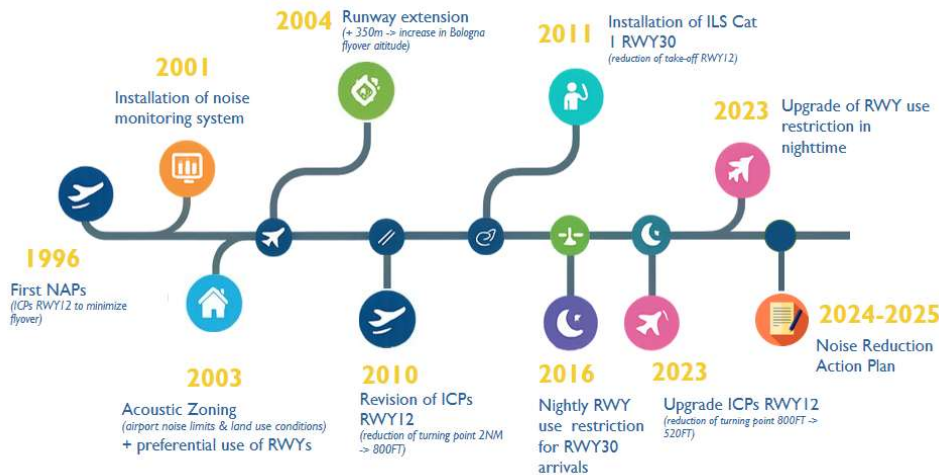 1996
First NAPs
(ICPs RWY12 to minimize
flyover)
2001
Installation of noise
monitoring system
2003
Acoustic Zoning
(airport noise limits & land use conditions)
+ preferential use of RWYs
2004
Runway extension
(+ 350m -> increase in Bologna
flyover altitude)
2010
Revision of ICPs
RWY12
(reduction of turning point 2NM
-> 800FT)
2011
Installation of ILS Cat
1 RWY30
(reduction of take-off RWY12)
2016
Nightly RWY
use restriction
for RWY30
arrivals
2023
Upgrade ICPs RWY12
(reduction of turning point 800FT ->
520FT)
2023
Upgrade of RWY use
restriction in
nighttime
2024-2025
Noise Reduction
Action Plan